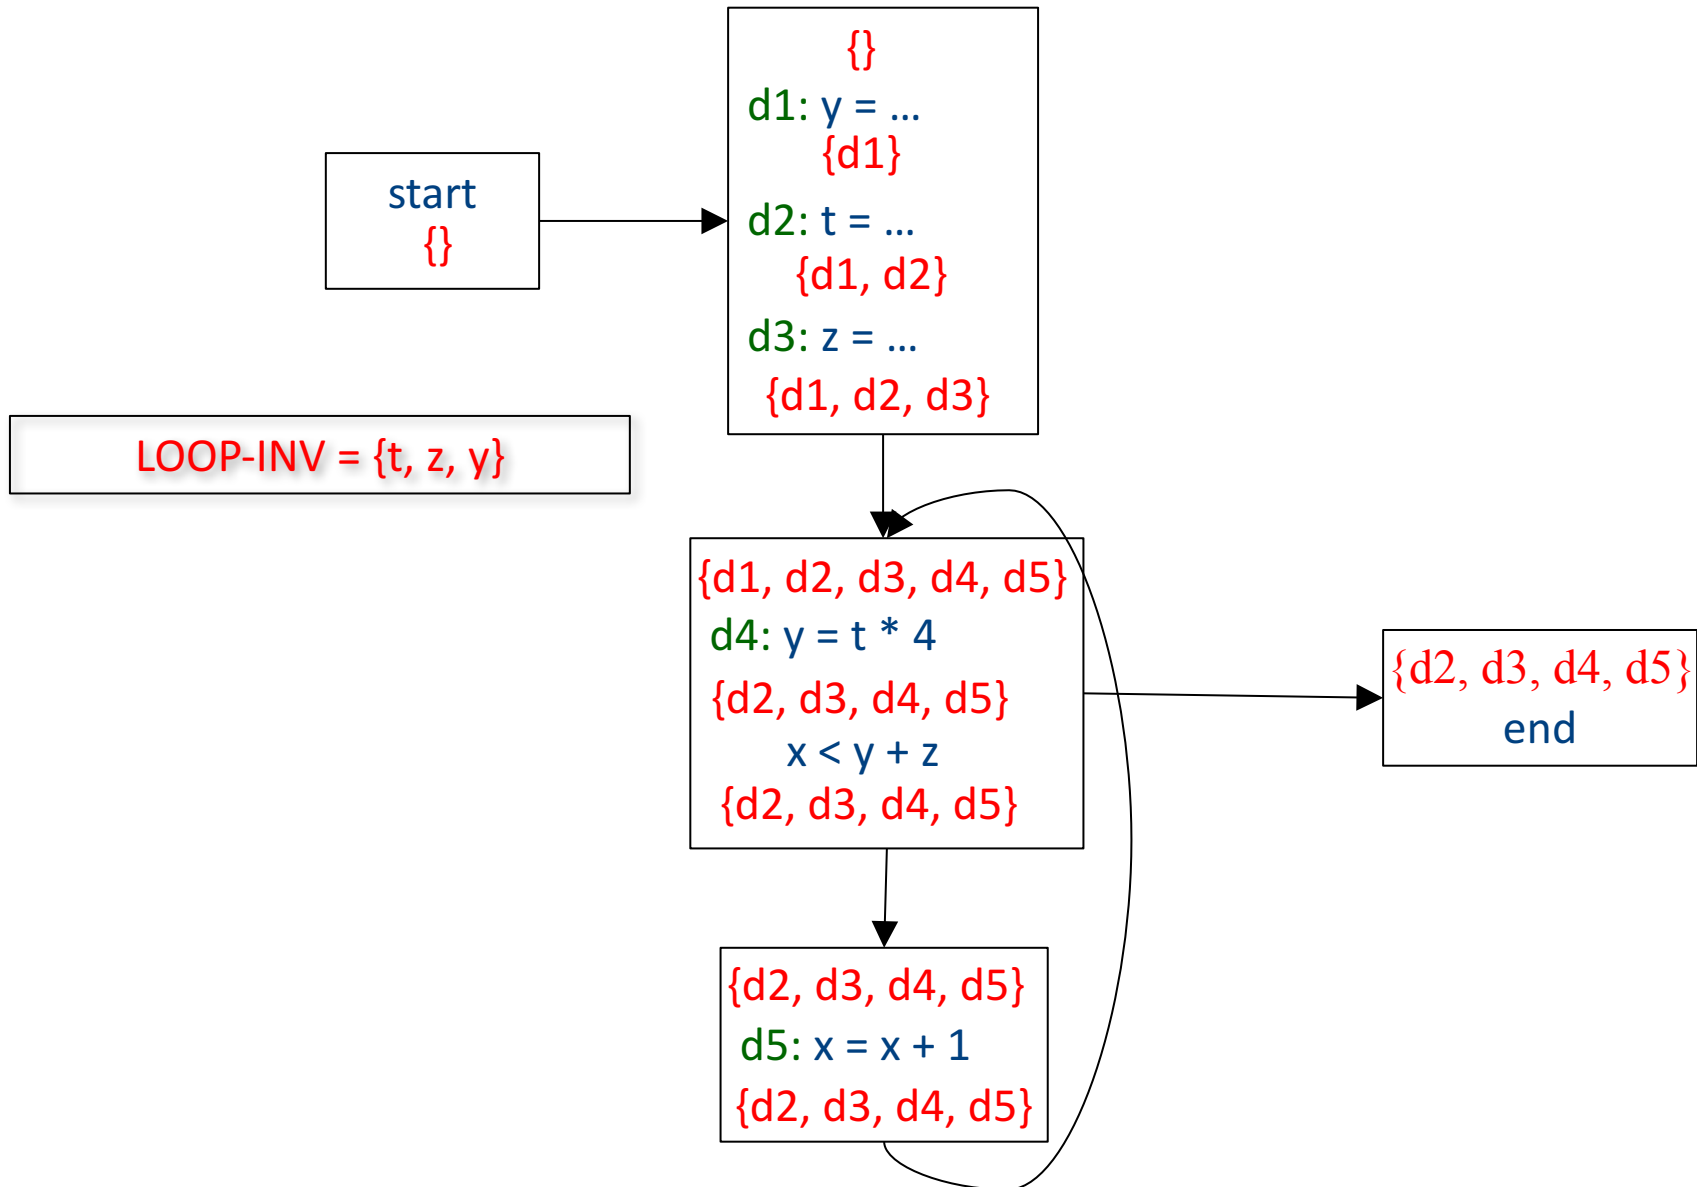 {}
d1: y = ...
{d1}
start
{}
d2: t = ...
{d1, d2}
d3: z = ...
{d1, d2, d3}
LOOP-INV = {t, z, y}
{d1, d2, d3, d4, d5}
d4: y = t * 4
{d2, d3, d4, d5}
x < y + z
{d2, d3, d4, d5}
{d2, d3, d4, d5}
end
{d2, d3, d4, d5}
d5: x = x + 1
{d2, d3, d4, d5}